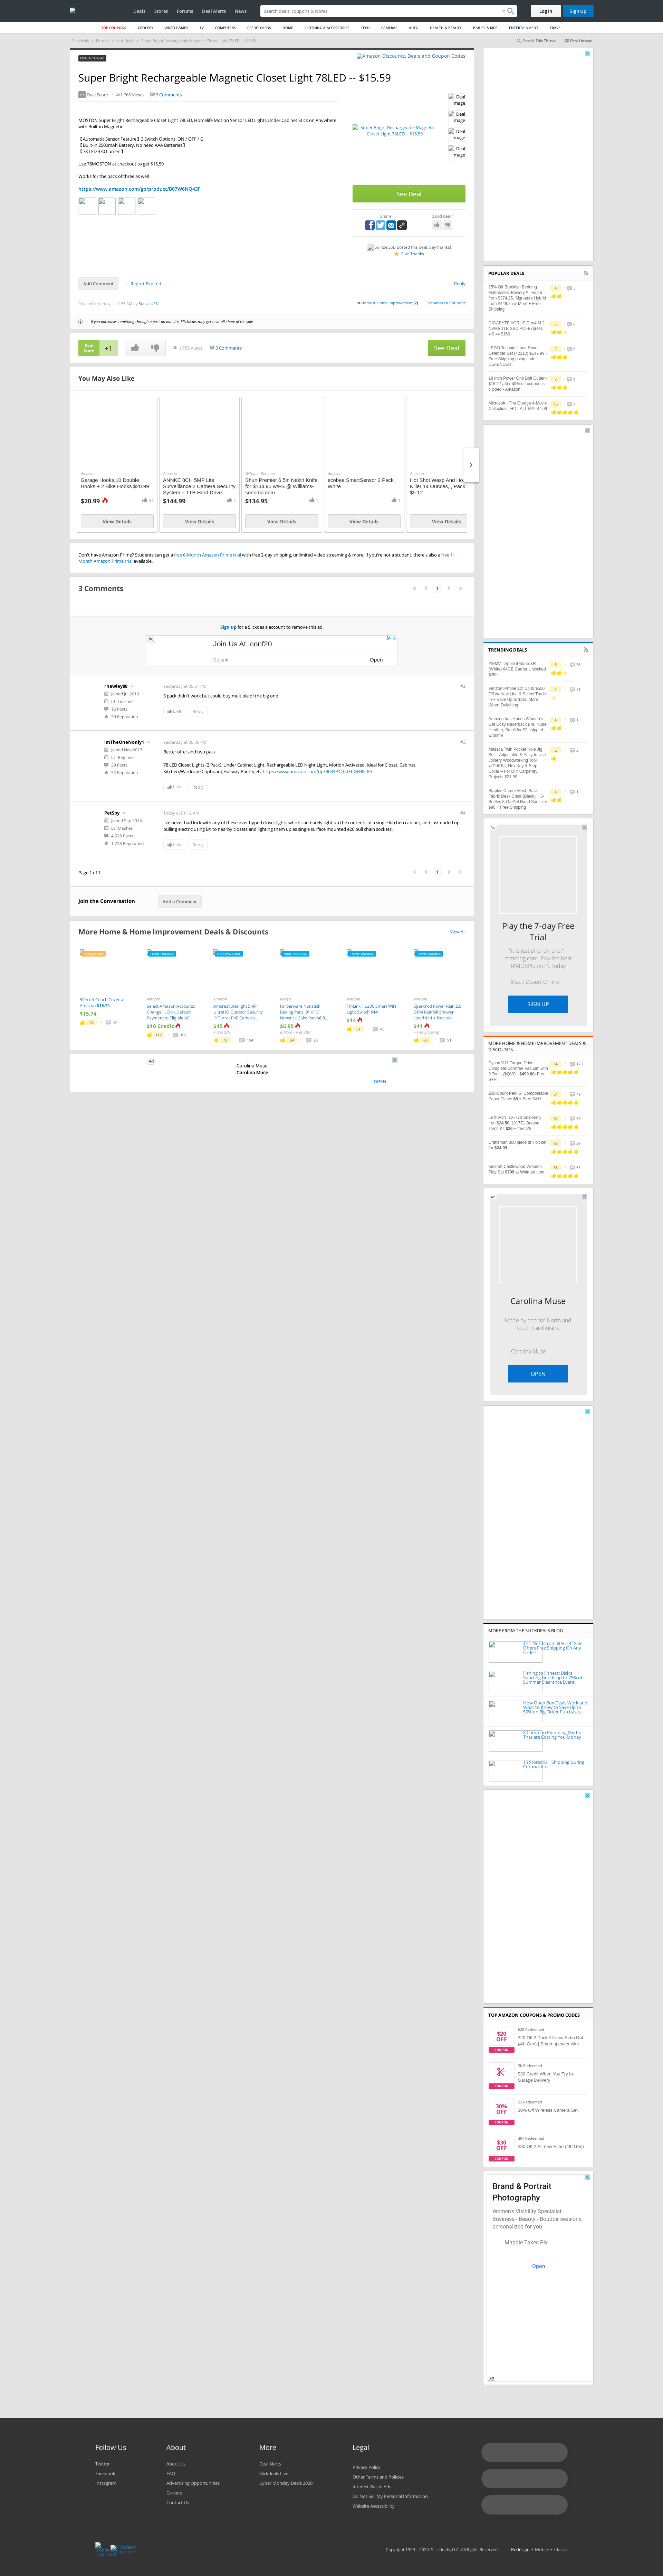 Deals Stores Forums Deal Alerts News
Search deals, coupons & stores
Log In
Sign Up
TOP COUPONS GROCERY VIDEO GAMES TV COMPUTERS CREDIT CARDS HOME CLOTHING & ACCESSORIES TECH CAMERAS AUTO HEALTH & BEAUTY BABIES & KIDS ENTERTAINMENT TRAVEL
Search This Thread
First Unread
Amazon Discounts, Deals and Coupon Codes
Super Bright Rechargeable Magnetic Closet Light 78LED -- $15.59
Deal Score 1,765 Views 3 Comments
MOSTON Super Bright Rechargeable Closet Light 78LED, Homelife Motion Sensor LED Lights Under Cabinet Stick on Anywhere with Built in Magnetic
【Automatic Sensor Feature】3 Switch Options: ON / OFF / G
【Built-in 2500mAh Battery. No need AAA Batteries】
【78 LED 330 Lumen】
Use 78MOSTON at checkout to get $15.59
Works for the pack of three as well
https://www.amazon.com/gp/product/B07W6NQ43F
Super Bright Rechargeable Magnetic Closet Light 78LED -- $15.59
Deal Image
Deal Image
Deal Image
Deal Image
See Deal
Share
Good deal?
SolnsesSB posted this deal. Say thanks!
Give Thanks
Add Comment
Report Expired
Reply
Created Yesterday at 11:46 AM by SolnsesSB
Home & Home Improvement
Get Amazon Coupons
If you purchase something through a post on our site, Slickdeals may get a small share of the sale.
Deal Score +1
1,765 Views 3 Comments
See Deal
You May Also Like
Amazon
Garage Hooks,10 Double Hooks + 2 Bike Hooks $20.99
$20.99
View Details
Amazon
ANNKE 8CH 5MP Lite Surveillance 2 Camera Security System + 1TB Hard Drive...
$144.99
View Details
Williams Sonoma
Shun Premier 6.5in Nakiri Knife for $134.95 w/FS @ Williams-sonoma.com
$134.95
View Details
Amazon
ecobee SmartSensor 2 Pack, White
View Details
Amazon
Hot Shot Wasp And Ho
Killer 14 Ounces, , Pack
$5.12
View Details
Don't have Amazon Prime? Students can get a free 6-Month Amazon Prime trial with free 2-day shipping, unlimited video streaming & more. If you're not a student, there's also a free 1-Month Amazon Prime trial available.
3 Comments
1
Sign up for a Slickdeals account to remove this ad.
Ad
Join Us At .conf20
Splunk
Open
rhawley88
Joined Jul 2019
L1: Learner
16 Posts
30 Reputation
Yesterday at 05:21 PM
#2
3 pack didn't work but could buy multiple of the big one
Like
Reply
imTheOneNonly1
Joined Nov 2017
L2: Beginner
33 Posts
52 Reputation
Yesterday at 05:35 PM
#3
Better offer and two pack
78 LED Closet Lights (2 Pack), Under Cabinet Light, Rechargeable LED Night Light, Motion Activated. Ideal for Closet, Cabinet, Kitchen,Wardrobe,Cupboard,Hallway,Pantry,etc https://www.amazon.com/dp/B0B8P4Q...lFbGZ8KTK3
Like
Reply
PetSpy
Joined Sep 2013
L8: Master
4,528 Posts
1,738 Reputation
Today at 01:12 AM
#4
i've never had luck with any of these over hyped closet lights which can barely light up the contents of a single kitchen cabinet, and just ended up pulling electric using BX to nearby closets and lighting them up as single surface mounted e26 pull chain sockets.
Like
Reply
Page 1 of 1
1
Join the Conversation
Add a Comment
More Home & Home Improvement Deals & Discounts
View All
50% off Couch Cover at Amazon $15.74
$15.74
Amazon
Select Amazon Accounts: Change 1-Click Default Payment to Eligible AE...
$10 Credit
Amazon
Amcrest Starlight 5MP UltraHD Outdoor Security IP Turret PoE Camera...
$45
+ Free S/H
Macy's
Farberware Nonstick Baking Pans: 9" x 13" Nonstick Cake Pan $6.9...
$6.95
& More + Free S&H
Amazon
TP-Link HS200 Smart WiFi Light Switch $14
$14
Amazon
SparkPod Power Rain 2.5 GPM Rainfall Shower Head $11 + free s/h
$11
+ Free Shipping
Ad
Carolina Muse
Carolina Muse
OPEN
POPULAR DEALS
25% Off Brooklyn Bedding Mattresses: Bowery All Foam from $374.25, Signature Hybrid from $449.25 & More + Free Shipping
GIGABYTE AORUS Gen4 M.2 NVMe 1TB SSD PCI-Express 4.0 x4 $160
LEGO Technic: Land Rover Defender Set (42110) $147.99 + Free Shipping using code DEFENDER
16 Inch Power Grip Bolt Cutter - $16.27 after 40% off coupon is clipped - Amazon
Microsoft - The Grudge 4-Movie Collection - HD - ALL MA! $7.99
TRENDING DEALS
YMMV - Apple iPhone XR (White) 64GB Carrier Unlocked $289
Verizon iPhone 12: Up to $550 Off w/ New Line & Select Trade-In + Save Up to $250 More When Switching
Amazon has Hanes Women's Get Cozy Racerback Bra, Nude Heather, Small for $2 shipped w/prime
Massca Twin Pocket Hole Jig Set – Adjustable & Easy to Use Joinery Woodworking Tool w/Drill Bit, Hex Key & Stop Collar – For DIY Carpentry Projects $21.99
Staples Carder Mesh Back Fabric Desk Chair (Black) + 3-Bottles 8-Oz Gel Hand Sanitizer $90 + Free Shipping
Ad
Play the 7-day Free Trial
"It is just phenomenal" - mmorpg.com. Play the best MMORPG on PC today
Black Desert Online
SIGN UP
MORE HOME & HOME IMPROVEMENT DEALS & DISCOUNTS
Dyson V11 Torque Drive Complete Cordfree Vacuum with 9 Tools @QVC - $469.68+Free S+H
250-Count Perk 6" Compostable Paper Plates $8 + Free S&H
LEXIVON: LX-770 Soldering Iron $24.50, LX-771 Butane Torch Kit $26 + free s/h
Craftsman 300 piece drill bit set for $24.99
Kidkraft Castlewood Wooden Play Set $798 at Walmart.com
Ad
Carolina Muse
Made by and for North and South Carolinians.
Carolina Muse
OPEN
MORE FROM THE SLICKDEALS BLOG
This Nordstrom 60% Off Sale Offers Free Shipping On Any Order!
Fishing to Fitness: Dick's Sporting Goods up to 75% off Summer Clearance Event
How Open Box Deals Work and What to Know to Save Up to 50% on Big Ticket Purchases
8 Common Plumbing Myths That are Costing You Money
15 Stores Still Shipping During Coronavirus
TOP AMAZON COUPONS & PROMO CODES
$20 OFF
COUPON
$20 Off 2 Pack All-new Echo Dot (4th Gen) | Smart speaker with ...
COUPON
$30 Credit When You Try In-Garage Delivery
30% OFF
COUPON
30% Off Wireless Camera Set
$30 OFF
COUPON
$30 Off 2 All-new Echo (4th Gen)
Brand & Portrait Photography
Women's Visibility Specialist: Business - Beauty - Boudoir sessions, personalized for you
Maggie Takes Pix
Open
Ad
Follow Us
Twitter
Facebook
Instagram
About
About Us
FAQ
Advertising Opportunities
Careers
Contact Us
More
Deal Alerts
Slickdeals Live
Cyber Monday Deals 2020
Legal
Privacy Policy
Other Terms and Policies
Interest-Based Ads
Do Not Sell My Personal Information
Website Accessibility
Copyright 1999 – 2020. Slickdeals, LLC. All Rights Reserved.
Redesign + Mobile + Classic